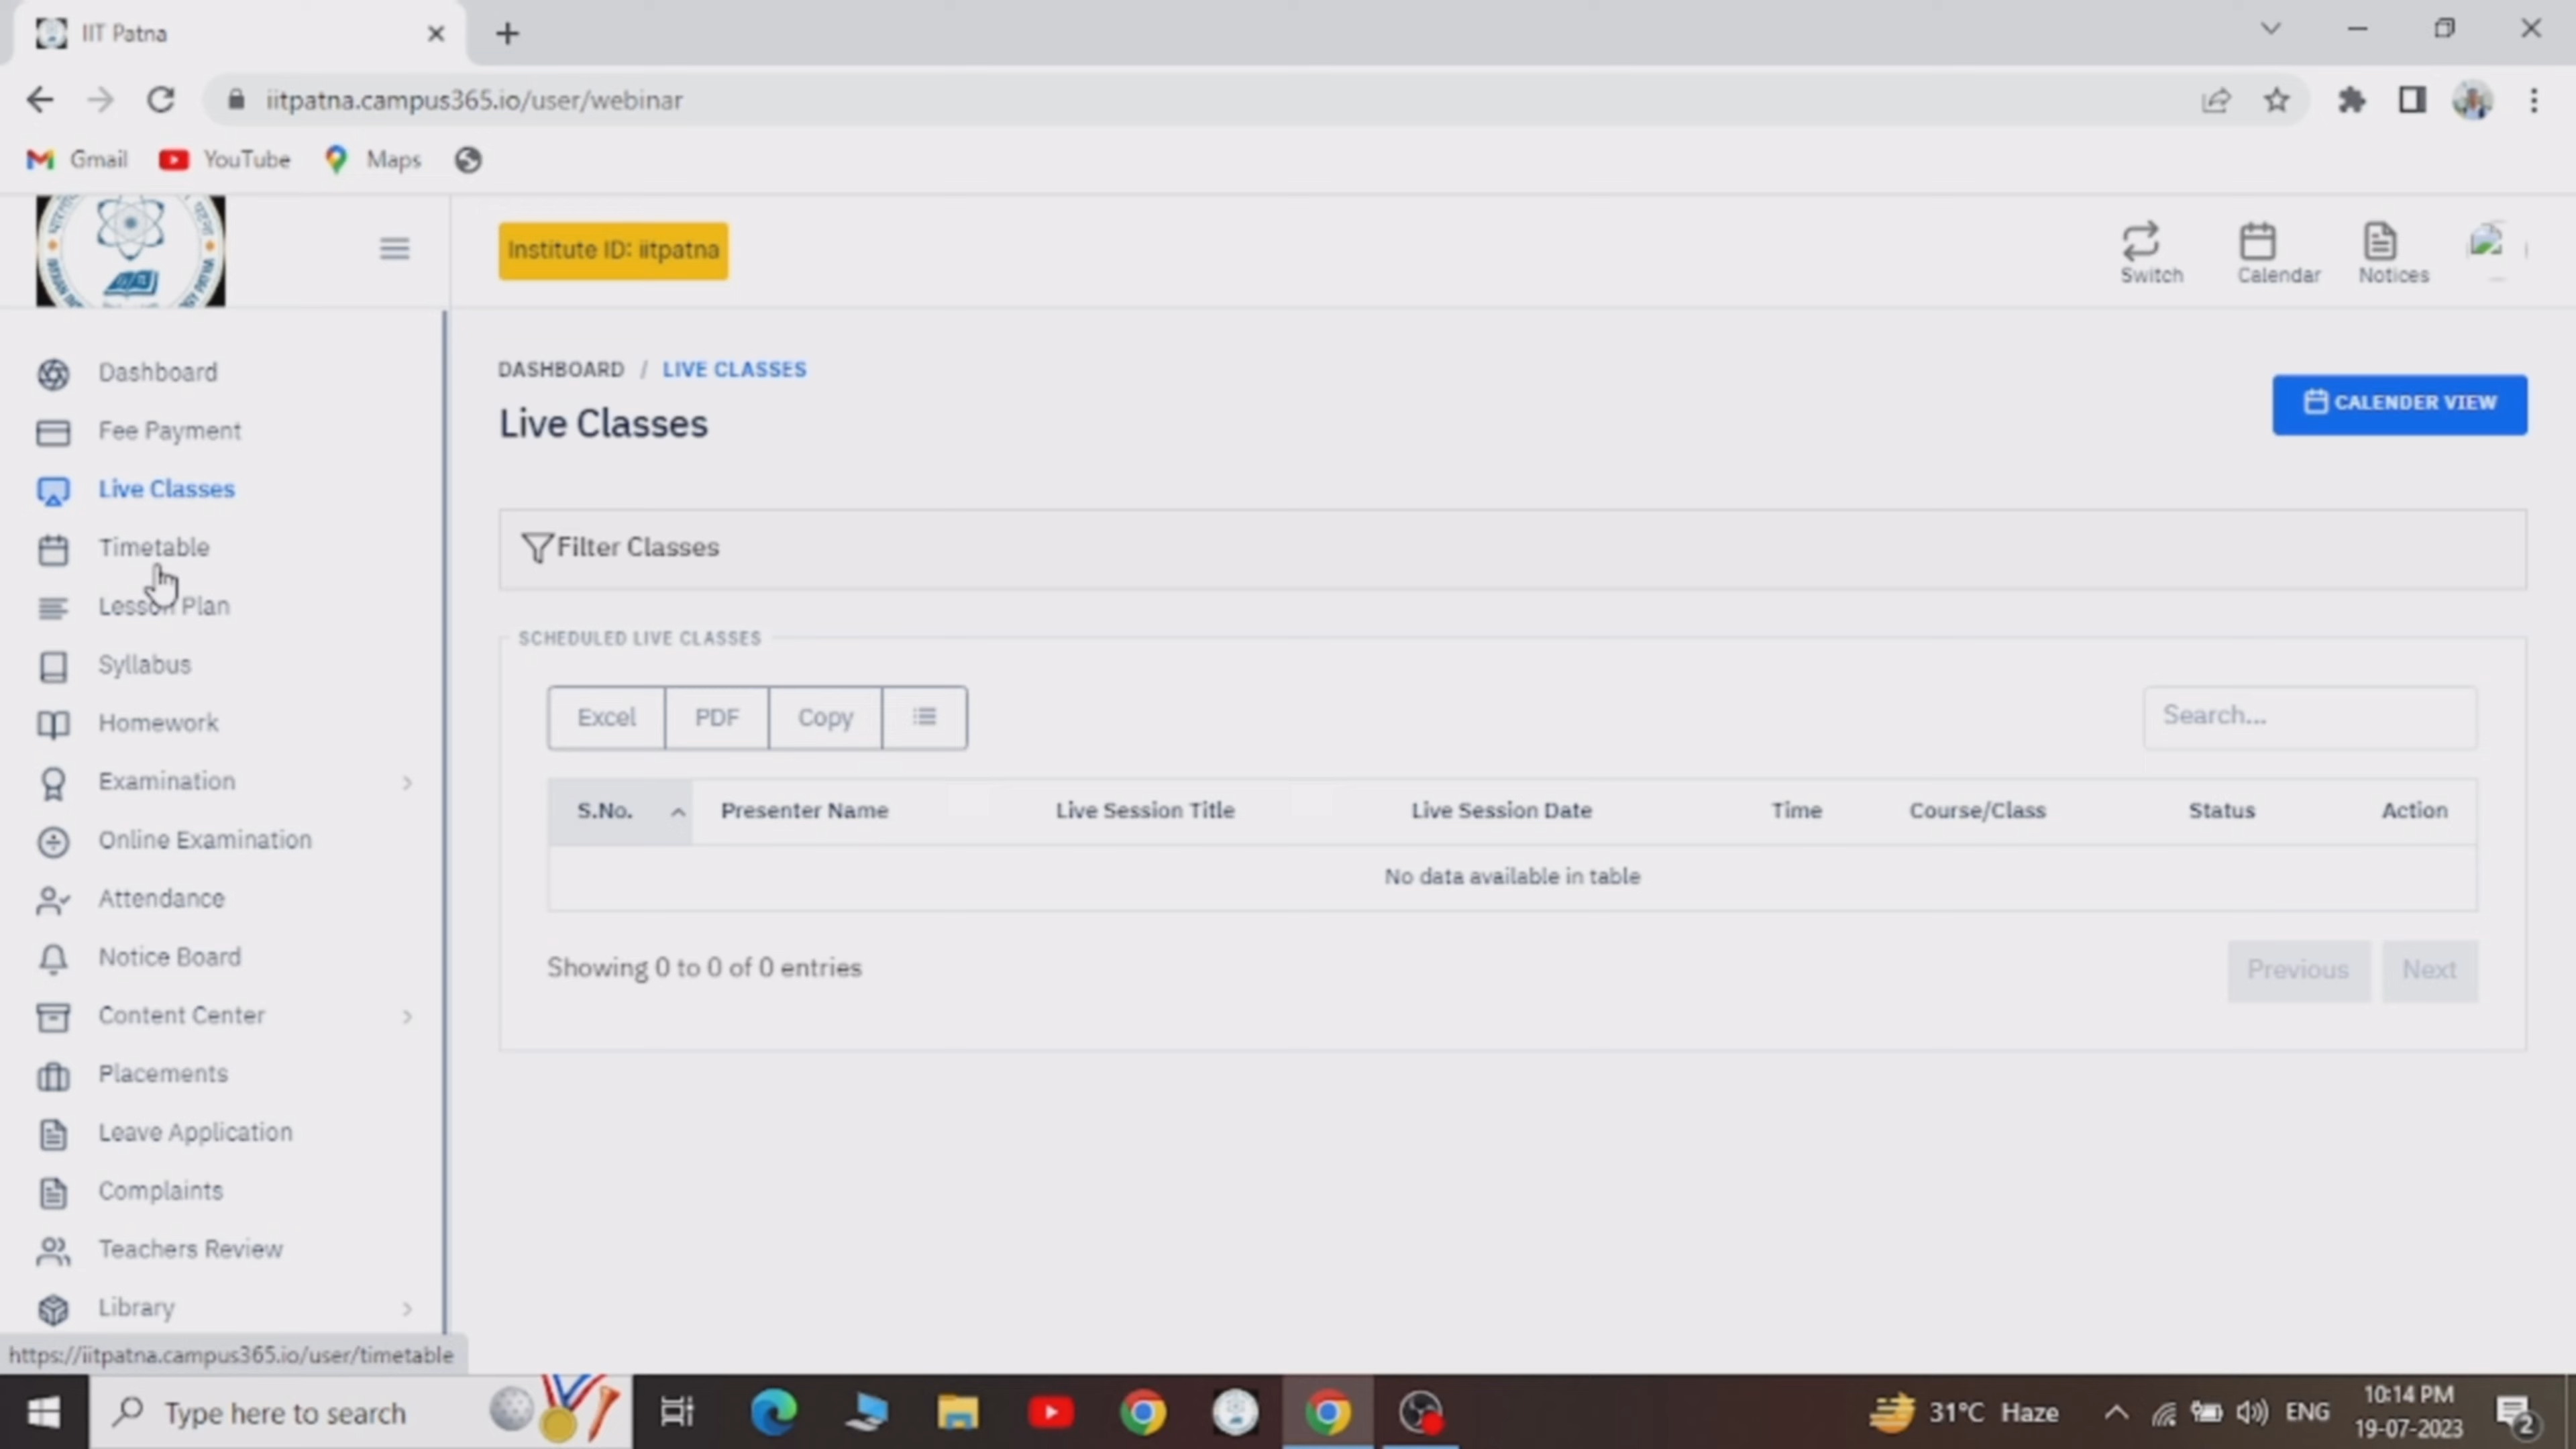 IIT Patna
iitpatna.campus365.io/user/webinar
Gmail YouTube Maps
Institute ID: iitpatna
Switch Calendar Notices
Dashboard
Fee Payment
Live Classes
Timetable
Lesson Plan
Syllabus
Homework
Examination
Online Examination
Attendance
Notice Board
Content Center
Placements
Leave Application
Complaints
Teachers Review
Library
DASHBOARD / LIVE CLASSES
Live Classes
CALENDER VIEW
Filter Classes
SCHEDULED LIVE CLASSES
Excel PDF Copy
Search...
S.No. Presenter Name Live Session Title Live Session Date Time Course/Class Status Action
No data available in table
Showing 0 to 0 of 0 entries
Previous Next
https://iitpatna.campus365.io/user/timetable
Type here to search
31°C Haze
ENG
10:14 PM
19-07-2023
2